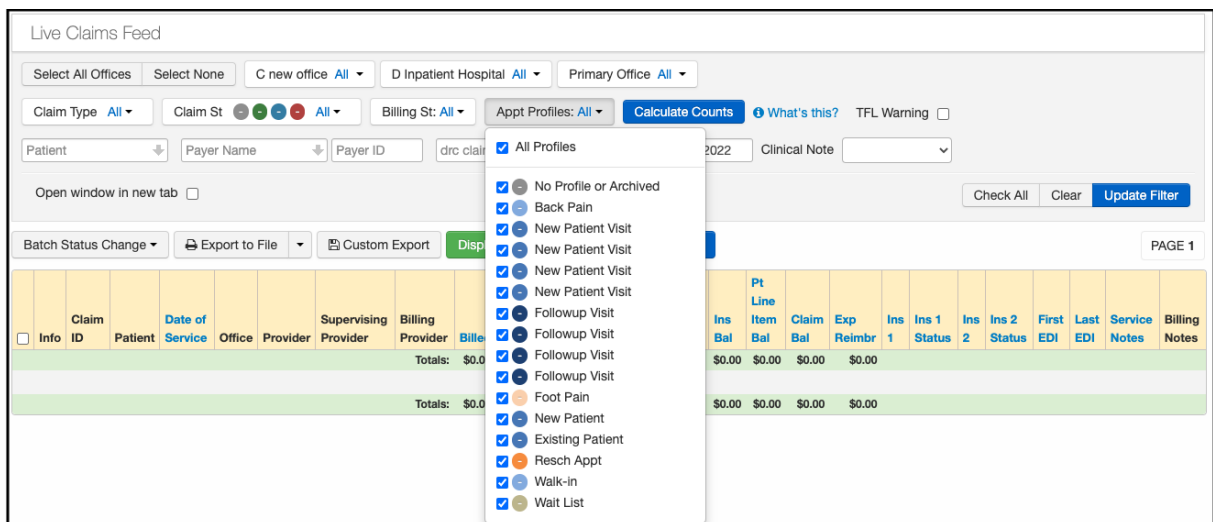 Live Claims Feed
Select All Offices Select None C new office All D Inpatient Hospital All Primary Office All
Claim Type All Claim St - - - - All Billing St: All Appt Profiles: All Calculate Counts What's this? TFL Warning
Patient Payer Name Payer ID drc clai 2022 Clinical Note
Open window in new tab Check All Clear Update Filter
Batch Status Change Export to File Custom Export Disp PAGE 1
All Profiles
- No Profile or Archived
- Back Pain
- New Patient Visit
- New Patient Visit
- New Patient Visit
- New Patient Visit
- Followup Visit
- Followup Visit
- Followup Visit
- Followup Visit
- Foot Pain
- New Patient
- Existing Patient
- Resch Appt
- Walk-in
- Wait List
Info Claim ID Patient Date of Service Office Provider Supervising Provider Billing Provider Bille Ins Bal Pt Line Item Bal Claim Bal Exp Reimbr Ins 1 Ins 1 Status Ins 2 Ins 2 Status First EDI Last EDI Service Notes Billing Notes
Totals: $0.0 $0.00 $0.00 $0.00 $0.00
Totals: $0.0 $0.00 $0.00 $0.00 $0.00